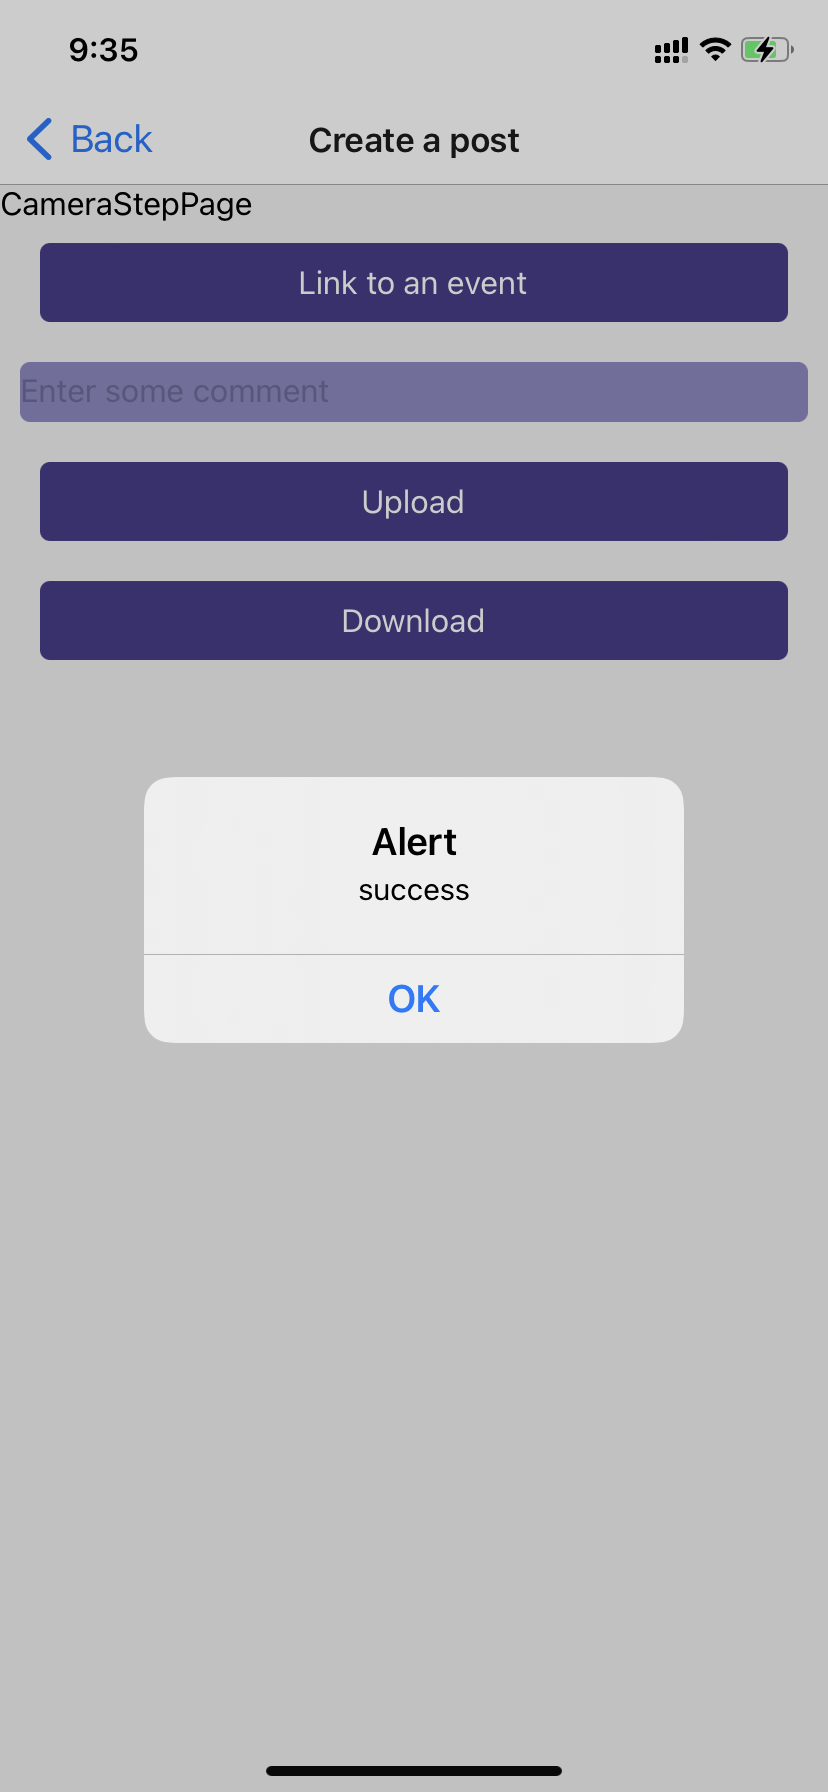 9:35
Back
Create a post
CameraStepPage
Link to an event
Enter some comment
Upload
Download
Alert
success
OK